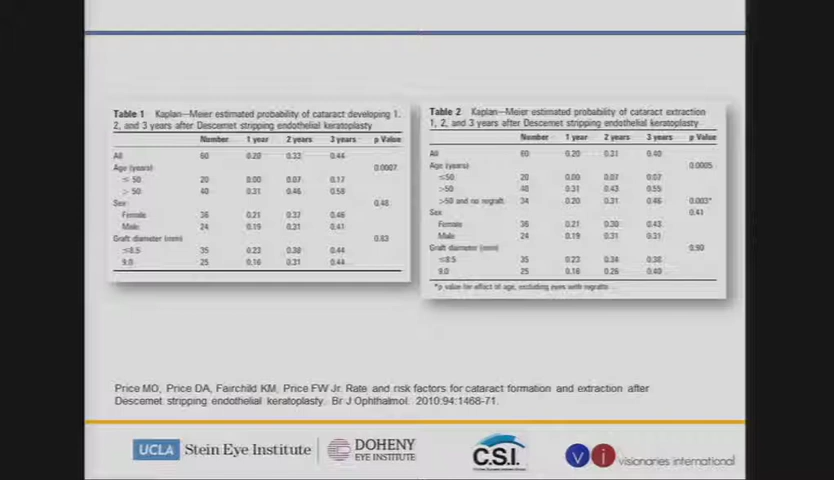 Table 1 Kaplan–Meier estimated probability of cataract developing 1,
2, and 3 years after Descemet stripping endothelial keratoplasty
Number 1 year 2 years 3 years p Value
All 60 0.20 0.33 0.44
Age (years) 0.0007
≤ 50 20 0.00 0.07 0.17
> 50 40 0.31 0.46 0.58
Sex 0.48
Female 36 0.21 0.37 0.46
Male 24 0.19 0.31 0.41
Graft diameter (mm) 0.63
≤8.5 35 0.23 0.44
9.0 25 0.16 0.31 0.44
Table 2 Kaplan–Meier estimated probability of cataract extraction
1, 2, and 3 years after Descemet stripping endothelial keratoplasty
Number 1 year 2 years 3 years p Value
All 60 0.20 0.31 0.40
Age (years) 0.0005
≤50 20 0.00 0.07 0.07
>50 40 0.31 0.43 0.55
>50 and no regraft 34 0.20 0.31 0.46 0.003*
Sex 0.41
Female 36 0.21 0.30 0.43
Male 24 0.19 0.31 0.31
Graft diameter (mm) 0.90
≤8.5 35 0.23 0.34 0.38
9.0 25 0.16 0.26 0.40
*p value for effect of age, excluding eyes with regrafts
Price MO, Price DA, Fairchild KM, Price FW Jr. Rate and risk factors for cataract formation and extraction after
Descemet stripping endothelial keratoplasty. Br J Ophthalmol. 2010;94:1468-71.
UCLA Stein Eye Institute
DOHENY
EYE INSTITUTE
C.S.I.
vi visionaries international